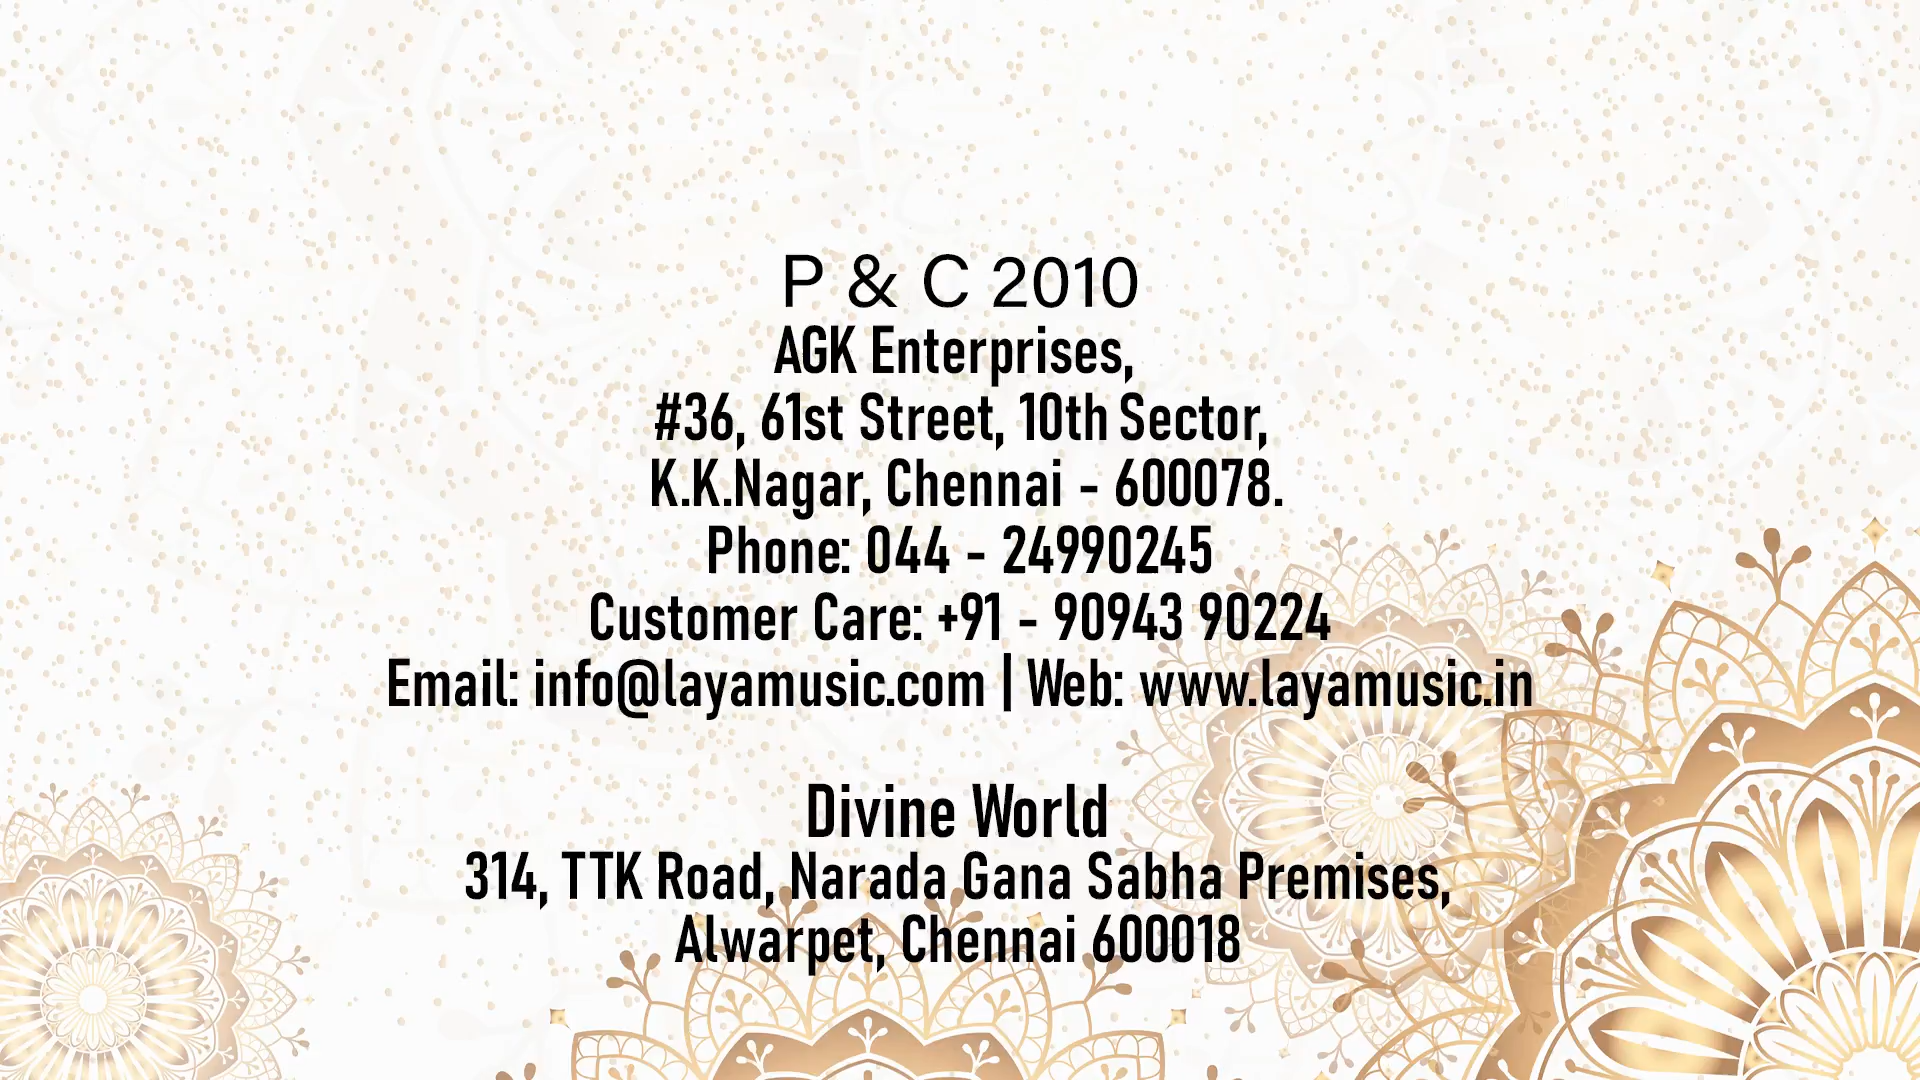 P & C 2010
AGK Enterprises,
#36, 61st Street, 10th Sector,
K.K.Nagar, Chennai - 600078.
Phone: 044 - 24990245
Customer Care: +91 - 90943 90224
Email: info@layamusic.com | Web: www.layamusic.in
Divine World
314, TTK Road, Narada Gana Sabha Premises,
Alwarpet, Chennai 600018